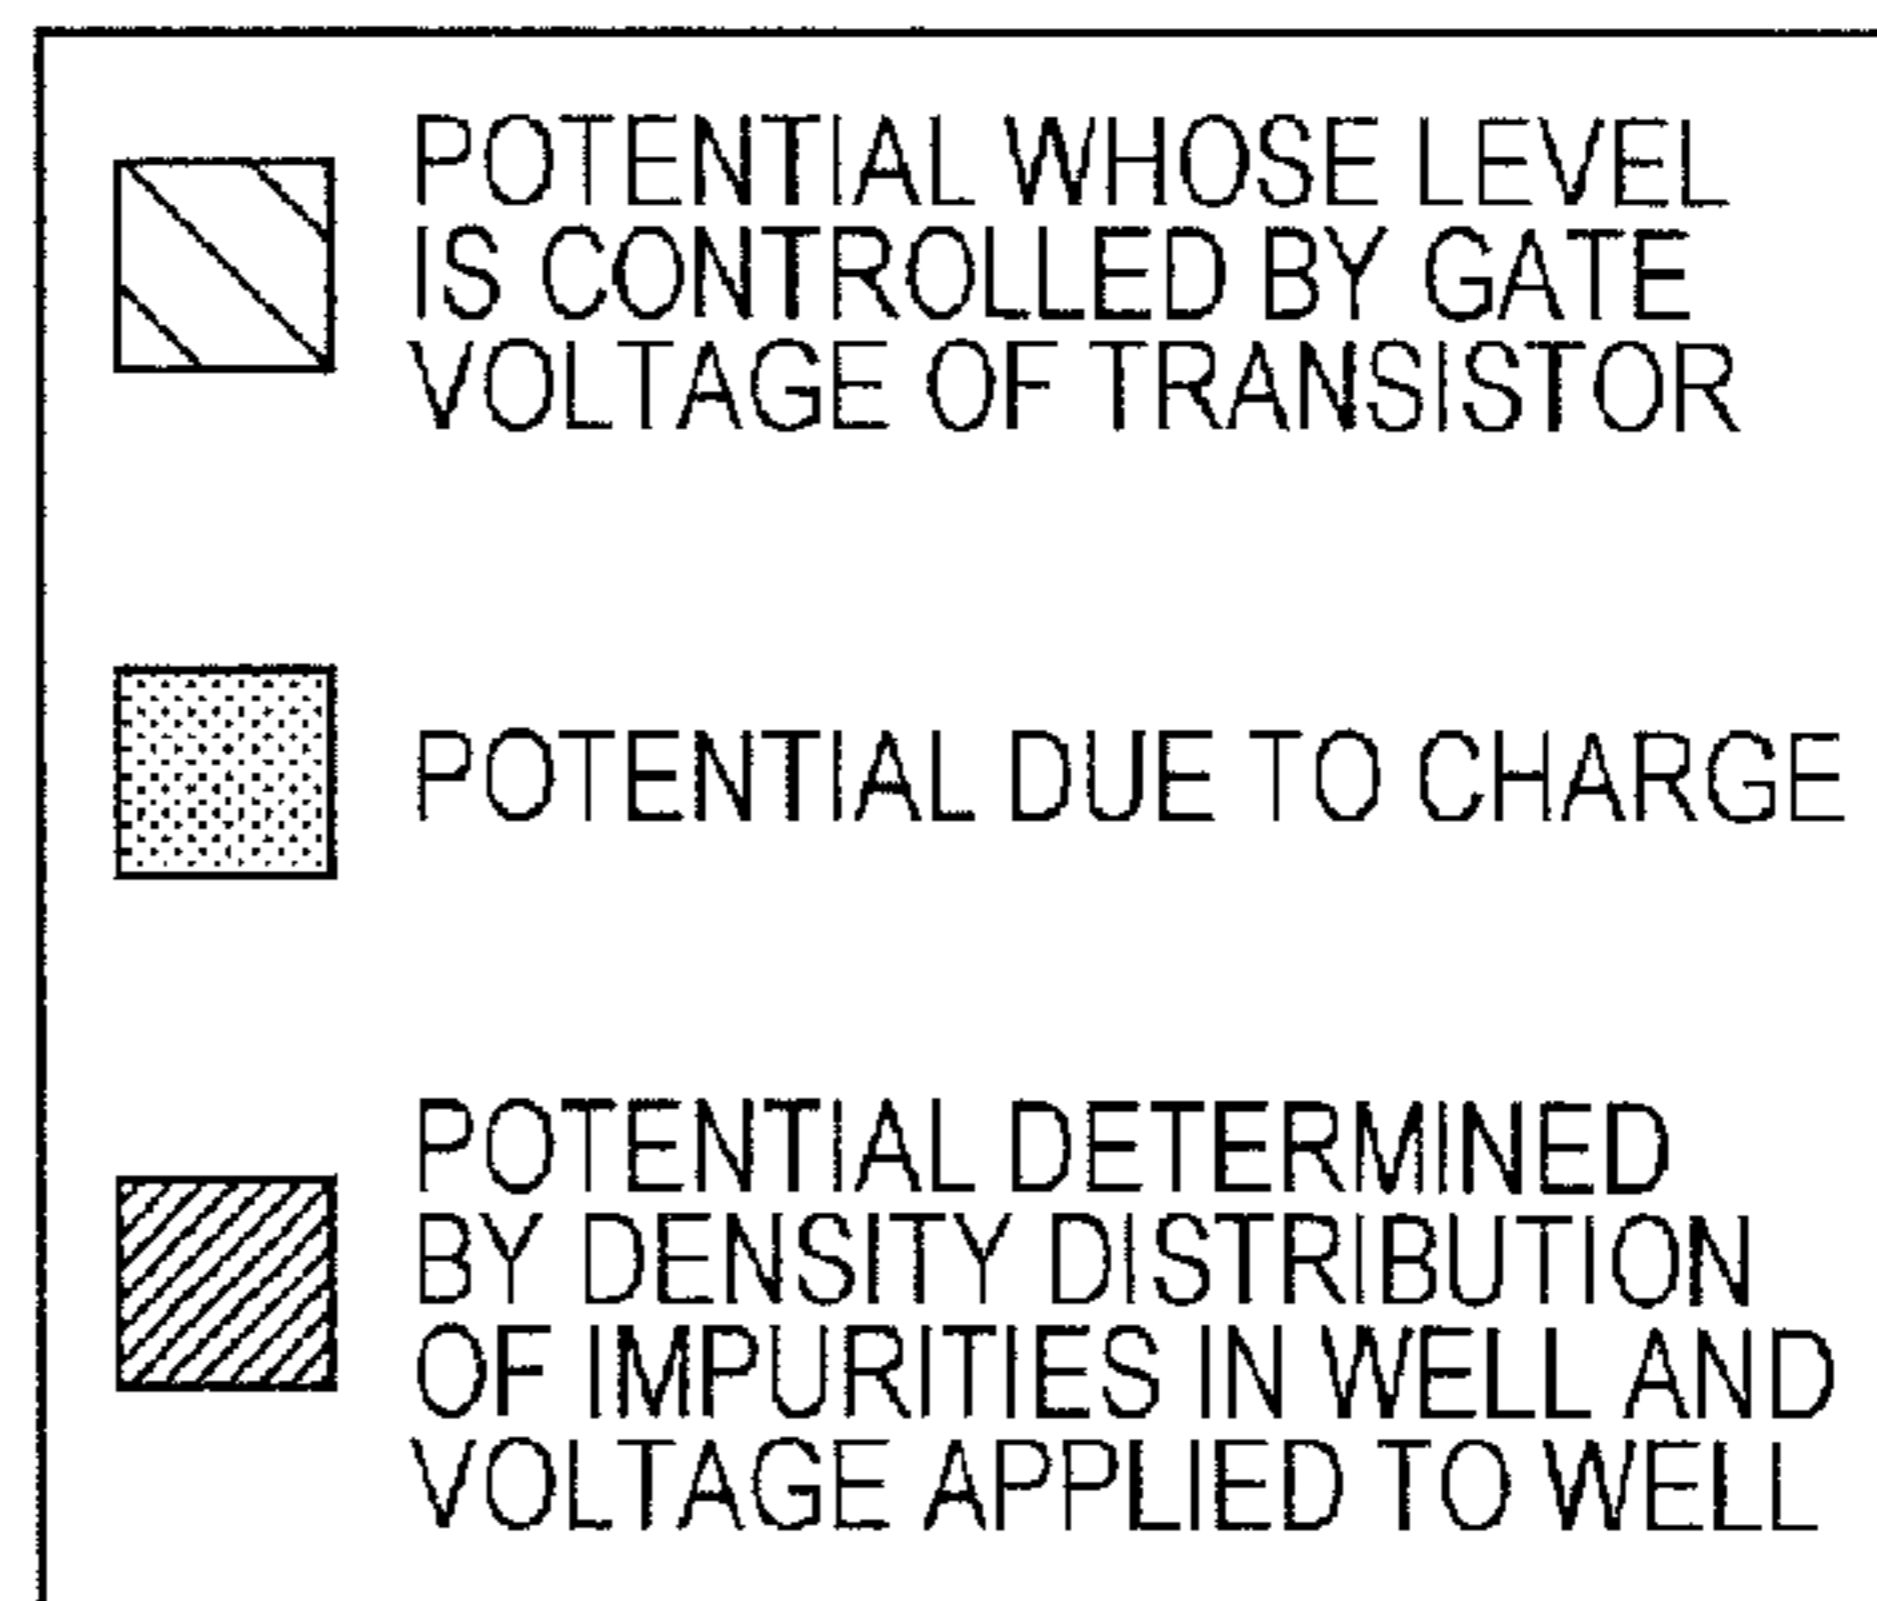 POTENTIAL WHOSE LEVEL
IS CONTROLLED BY GATE
VOLTAGE OF TRANSISTOR
POTENTIAL DUE TO CHARGE
POTENTIAL DETERMINED
BY DENSITY DISTRIBUTION
OF IMPURITIES IN WELL AND
VOLTAGE APPLIED TO WELL